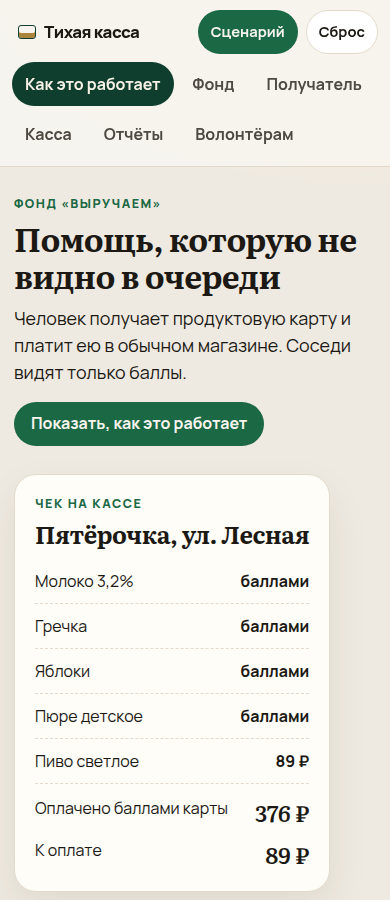 Тихая касса
Сценарий
Сброс
Как это работает
Фонд
Получатель
Касса
Отчёты
Волонтёрам
ФОНД «ВЫРУЧАЕМ»
Помощь, которую не
видно в очереди
Человек получает продуктовую карту и
платит ею в обычном магазине. Соседи
видят только баллы.
Показать, как это работает
ЧЕК НА КАССЕ
Пятёрочка, ул. Лесная
Молоко 3,2% баллами
Гречка баллами
Яблоки баллами
Пюре детское баллами
Пиво светлое 89 ₽
Оплачено баллами карты 376 ₽
К оплате 89 ₽